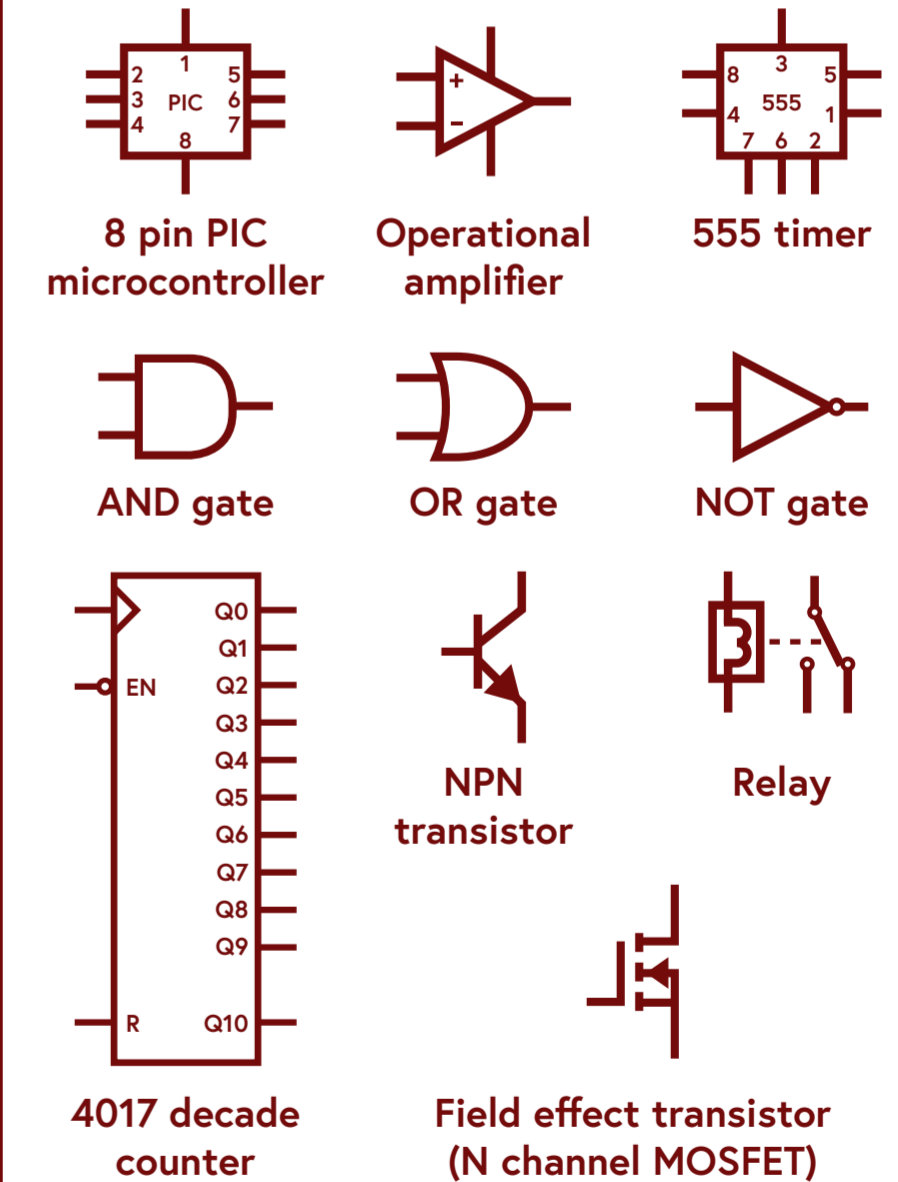 1
2 5
3 PIC 6
4 7
8
8 pin PIC
microcontroller
+
-
Operational
amplifier
3
8 5
555
4 1
7 6 2
555 timer
AND gate
OR gate
NOT gate
Q0
Q1
EN Q2
Q3
Q4
Q5
Q6
Q7
Q8
Q9
R Q10
4017 decade
counter
NPN
transistor
Relay
Field effect transistor
(N channel MOSFET)